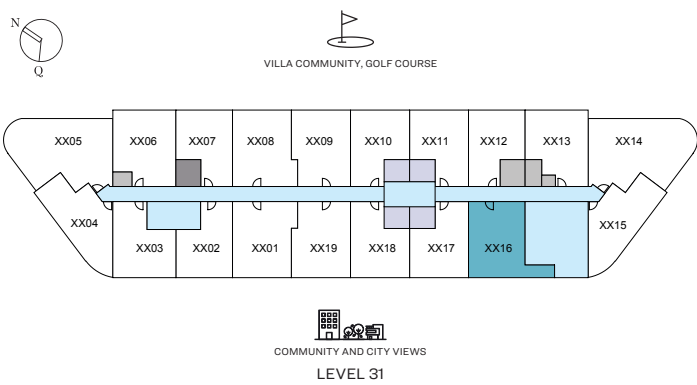 N
Q
VILLA COMMUNITY, GOLF COURSE
XX05 XX06 XX07 XX08 XX09 XX10 XX11 XX12 XX13 XX14
XX04 XX15
XX03 XX02 XX01 XX19 XX18 XX17 XX16
COMMUNITY AND CITY VIEWS
LEVEL 31